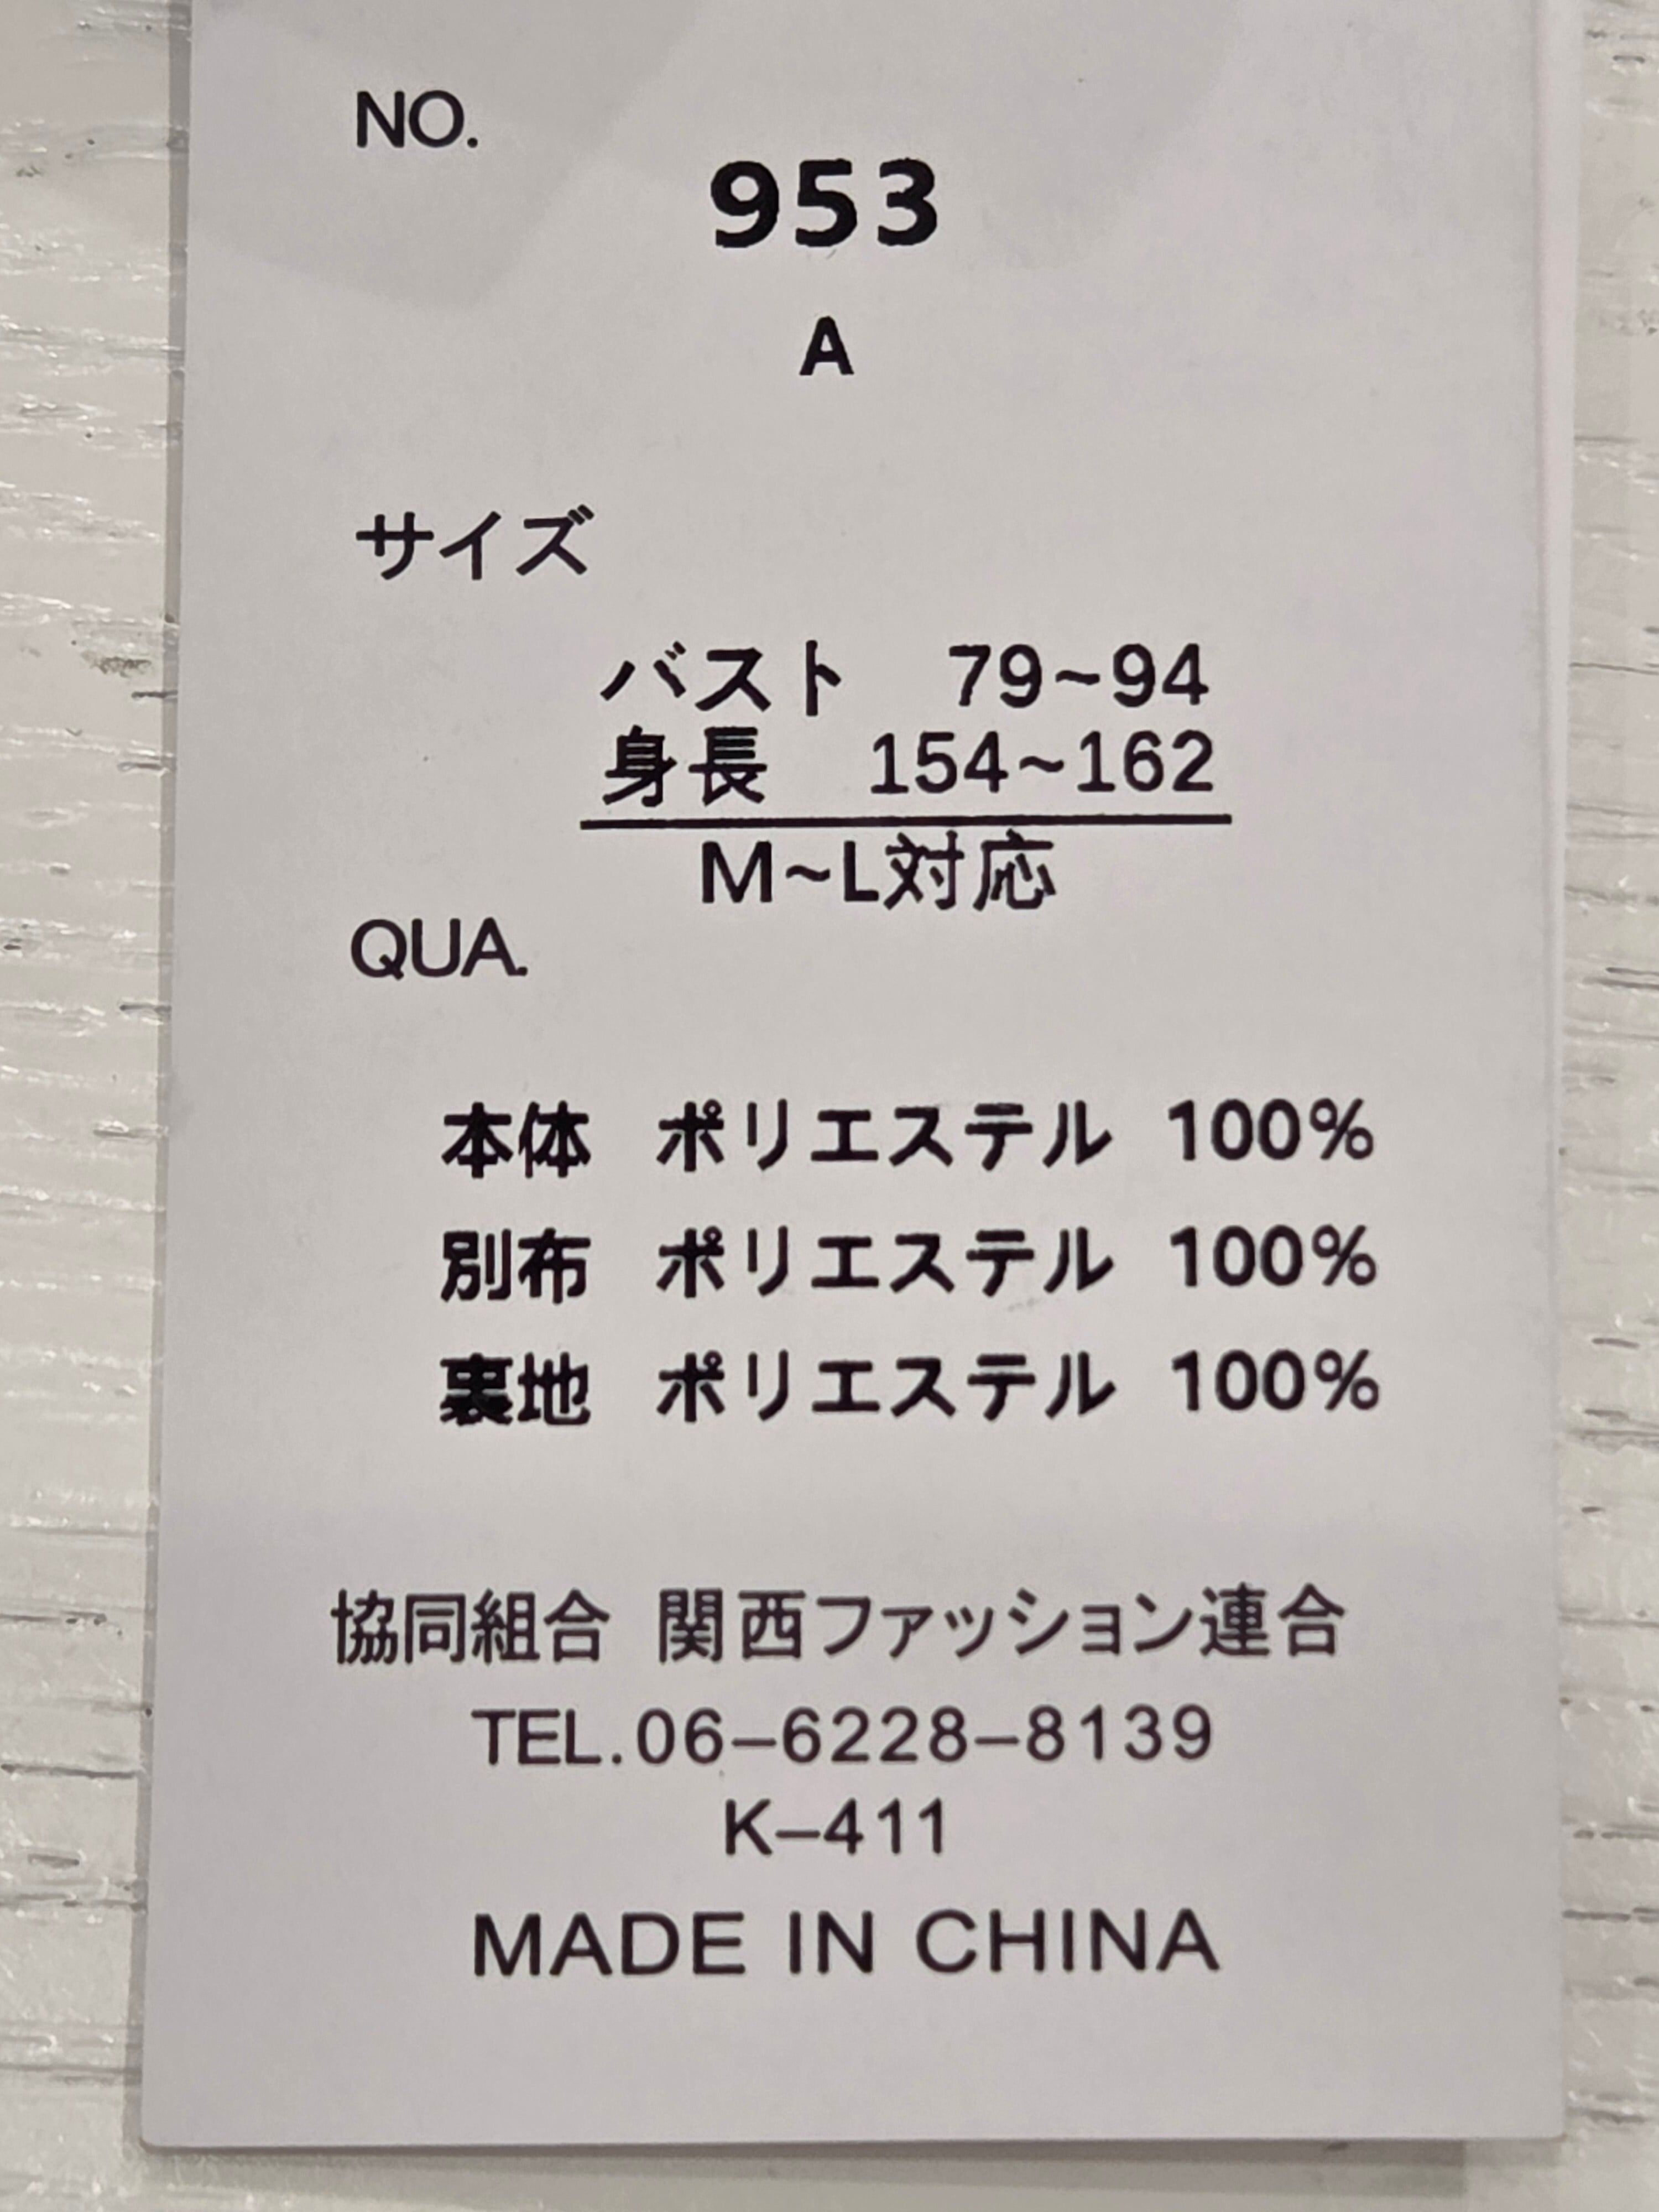 NO.
953
A
サイズ
バスト 79~94
身長 154~162
M~L対応
QUA.
本体 ポリエステル 100%
別布 ポリエステル 100%
裏地 ポリエステル 100%
協同組合 関西ファッション連合
TEL.06-6228-8139
K-411
MADE IN CHINA